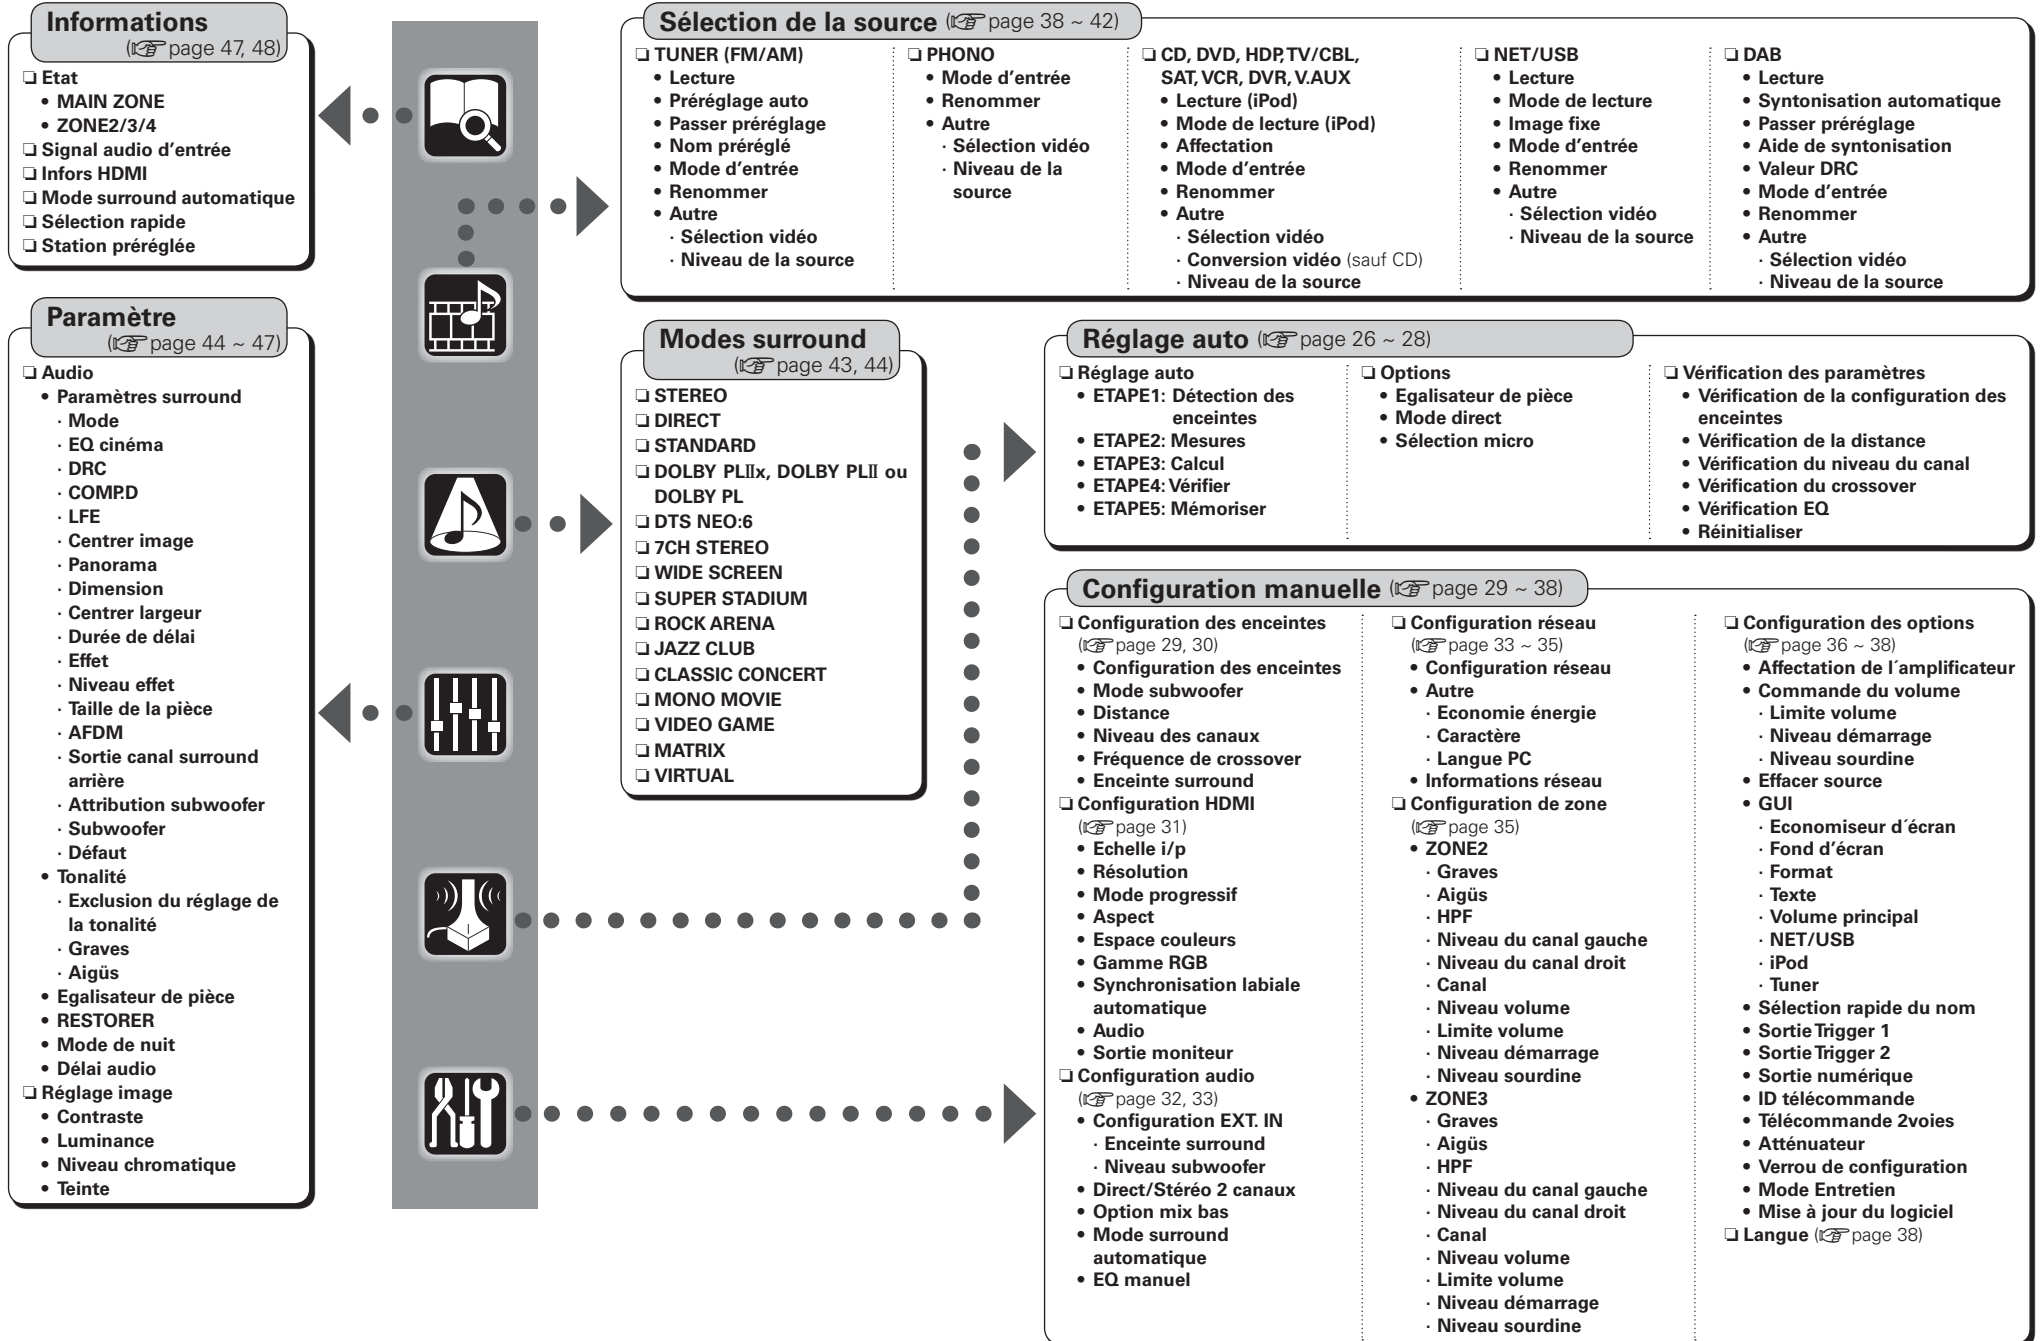 Informations
(☞ page 47, 48)
❏ Etat
• MAIN ZONE
• ZONE2/3/4
❏ Signal audio d'entrée
❏ Infors HDMI
❏ Mode surround automatique
❏ Sélection rapide
❏ Station préréglée
Paramètre
(☞ page 44 ~ 47)
❏ Audio
• Paramètres surround
· Mode
· EQ cinéma
· DRC
· COMP.D
· LFE
· Centrer image
· Panorama
· Dimension
· Centrer largeur
· Durée de délai
· Effet
· Niveau effet
· Taille de la pièce
· AFDM
· Sortie canal surround
arrière
· Attribution subwoofer
· Subwoofer
· Défaut
• Tonalité
· Exclusion du réglage de
la tonalité
· Graves
· Aigüs
• Egalisateur de pièce
• RESTORER
• Mode de nuit
• Délai audio
❏ Réglage image
• Contraste
• Luminance
• Niveau chromatique
• Teinte
Sélection de la source (☞ page 38 ~ 42)
❏ TUNER (FM/AM)
• Lecture
• Préréglage auto
• Passer préréglage
• Nom préréglé
• Mode d'entrée
• Renommer
• Autre
· Sélection vidéo
· Niveau de la source
❏ PHONO
• Mode d'entrée
• Renommer
• Autre
· Sélection vidéo
· Niveau de la
source
❏ CD, DVD, HDP, TV/CBL,
SAT, VCR, DVR, V.AUX
• Lecture (iPod)
• Mode de lecture (iPod)
• Affectation
• Mode d'entrée
• Renommer
• Autre
· Sélection vidéo
· Conversion vidéo (sauf CD)
· Niveau de la source
❏ NET/USB
• Lecture
• Mode de lecture
• Image fixe
• Mode d'entrée
• Renommer
• Autre
· Sélection vidéo
· Niveau de la source
❏ DAB
• Lecture
• Syntonisation automatique
• Passer préréglage
• Aide de syntonisation
• Valeur DRC
• Mode d'entrée
• Renommer
• Autre
· Sélection vidéo
· Niveau de la source
Modes surround
(☞ page 43, 44)
❏ STEREO
❏ DIRECT
❏ STANDARD
❏ DOLBY PLⅡx, DOLBY PLⅡ ou
DOLBY PL
❏ DTS NEO:6
❏ 7CH STEREO
❏ WIDE SCREEN
❏ SUPER STADIUM
❏ ROCK ARENA
❏ JAZZ CLUB
❏ CLASSIC CONCERT
❏ MONO MOVIE
❏ VIDEO GAME
❏ MATRIX
❏ VIRTUAL
Réglage auto (☞ page 26 ~ 28)
❏ Réglage auto
• ETAPE1: Détection des
enceintes
• ETAPE2: Mesures
• ETAPE3: Calcul
• ETAPE4: Vérifier
• ETAPE5: Mémoriser
❏ Options
• Egalisateur de pièce
• Mode direct
• Sélection micro
❏ Vérification des paramètres
• Vérification de la configuration des
enceintes
• Vérification de la distance
• Vérification du niveau du canal
• Vérification du crossover
• Vérification EQ
• Réinitialiser
Configuration manuelle (☞ page 29 ~ 38)
❏ Configuration des enceintes
(☞ page 29, 30)
• Configuration des enceintes
• Mode subwoofer
• Distance
• Niveau des canaux
• Fréquence de crossover
• Enceinte surround
❏ Configuration HDMI
(☞ page 31)
• Echelle i/p
• Résolution
• Mode progressif
• Aspect
• Espace couleurs
• Gamme RGB
• Synchronisation labiale
automatique
• Audio
• Sortie moniteur
❏ Configuration audio
(☞ page 32, 33)
• Configuration EXT. IN
· Enceinte surround
· Niveau subwoofer
• Direct/Stéréo 2 canaux
• Option mix bas
• Mode surround
automatique
• EQ manuel
❏ Configuration réseau
(☞ page 33 ~ 35)
• Configuration réseau
• Autre
· Economie énergie
· Caractère
· Langue PC
• Informations réseau
❏ Configuration de zone
(☞ page 35)
• ZONE2
· Graves
· Aigüs
· HPF
· Niveau du canal gauche
· Niveau du canal droit
· Canal
· Niveau volume
· Limite volume
· Niveau démarrage
· Niveau sourdine
• ZONE3
· Graves
· Aigüs
· HPF
· Niveau du canal gauche
· Niveau du canal droit
· Canal
· Niveau volume
· Limite volume
· Niveau démarrage
· Niveau sourdine
❏ Configuration des options
(☞ page 36 ~ 38)
• Affectation de l´amplificateur
• Commande du volume
· Limite volume
· Niveau démarrage
· Niveau sourdine
• Effacer source
• GUI
· Economiseur d´écran
· Fond d'écran
· Format
· Texte
· Volume principal
· NET/USB
· iPod
· Tuner
• Sélection rapide du nom
• Sortie Trigger 1
• Sortie Trigger 2
• Sortie numérique
• ID télécommande
• Télécommande 2voies
• Atténuateur
• Verrou de configuration
• Mode Entretien
• Mise à jour du logiciel
❏ Langue (☞ page 38)